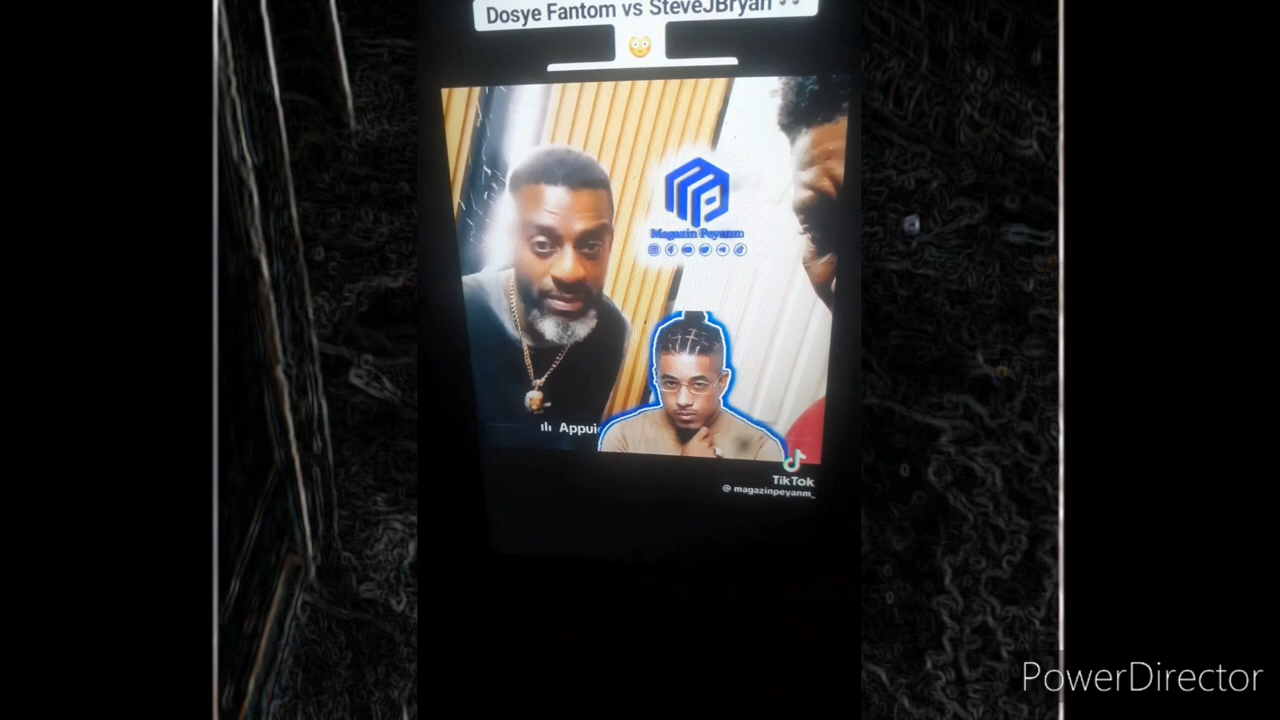 Dosye Fantom vs SteveJBryan
Magazin Peyanm
Appui
TikTok
@ magazinpeyanm_
PowerDirector